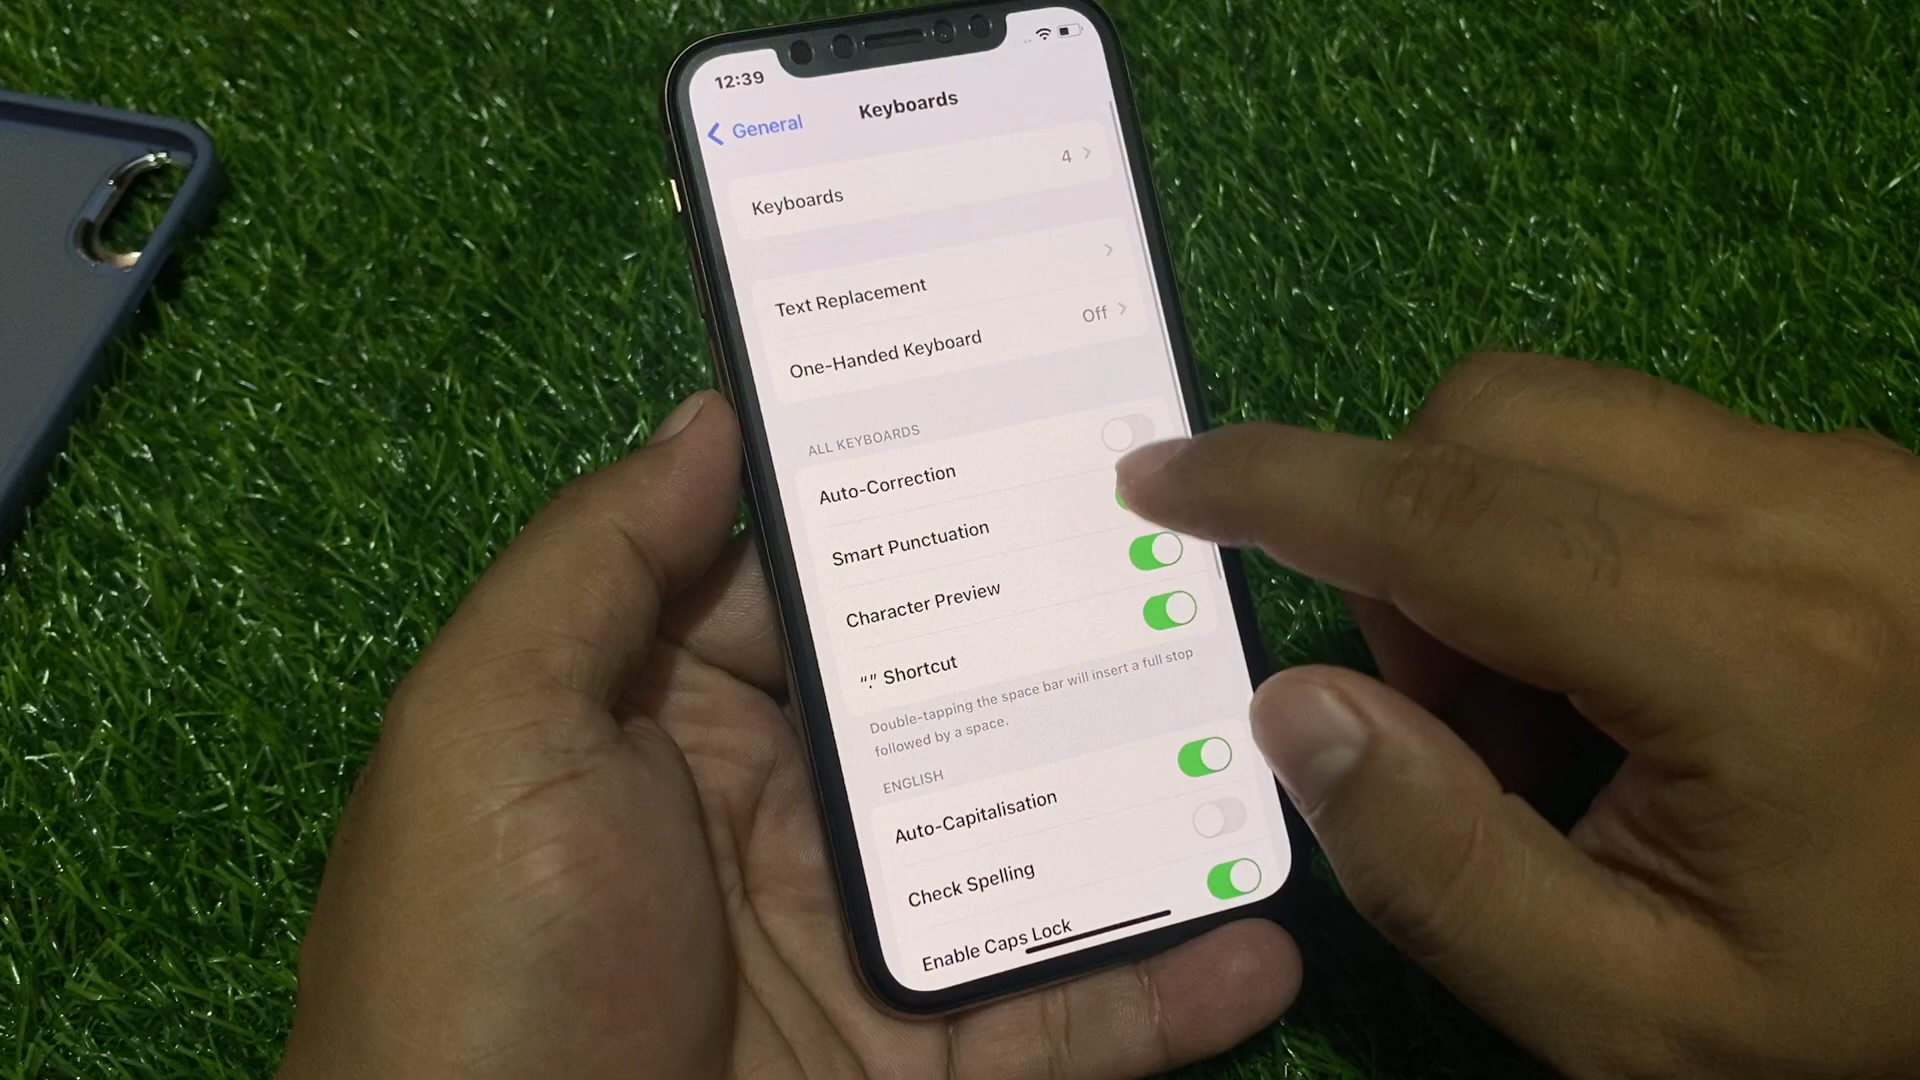 12:39
General
Keyboards
Keyboards 4
Text Replacement
One-Handed Keyboard Off
ALL KEYBOARDS
Auto-Correction
Smart Punctuation
Character Preview
"." Shortcut
Double-tapping the space bar will insert a full stop
followed by a space.
ENGLISH
Auto-Capitalisation
Check Spelling
Enable Caps Lock